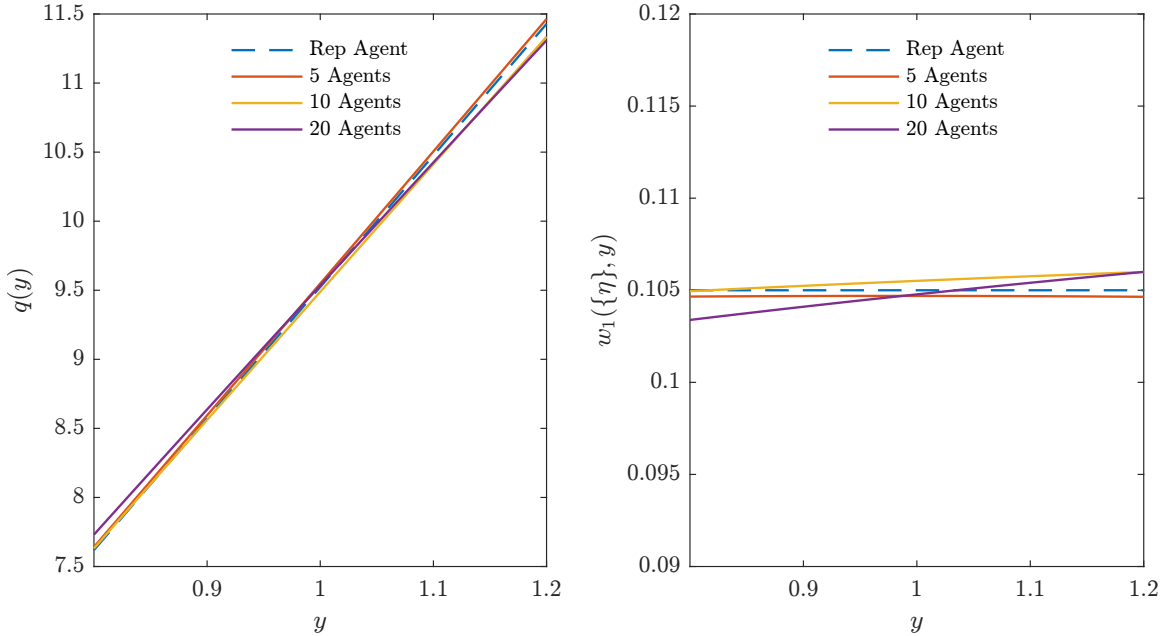 11.5
11
10.5
10
9.5
9
8.5
8
7.5
0.9
1
1.1
1.2
y
q(y)
Rep Agent
5 Agents
10 Agents
20 Agents
0.12
0.115
0.11
0.105
0.1
0.095
0.09
0.9
1
1.1
1.2
y
w₁({η}, y)
Rep Agent
5 Agents
10 Agents
20 Agents